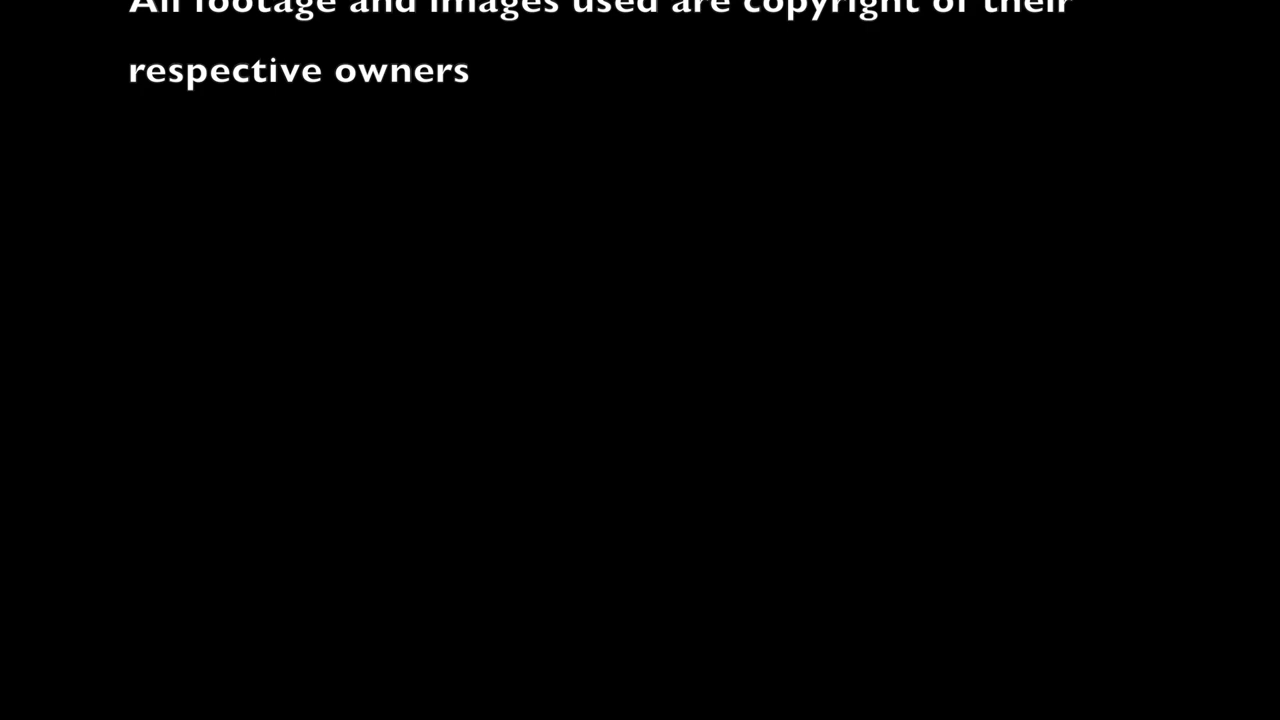 All footage and images used are copyright of their
respective owners